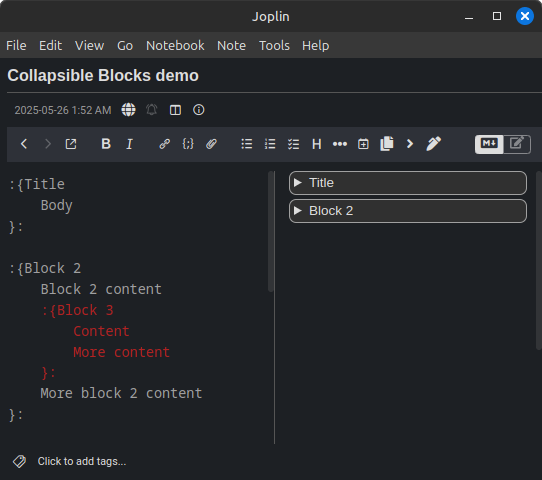 Joplin
File Edit View Go Notebook Note Tools Help
Collapsible Blocks demo
2025-05-26 1:52 AM
B I {;} H M↓
:{Title
    Body
}:
:{Block 2
    Block 2 content
    :{Block 3
        Content
        More content
    }:
    More block 2 content
}:
Title
Block 2
Click to add tags...